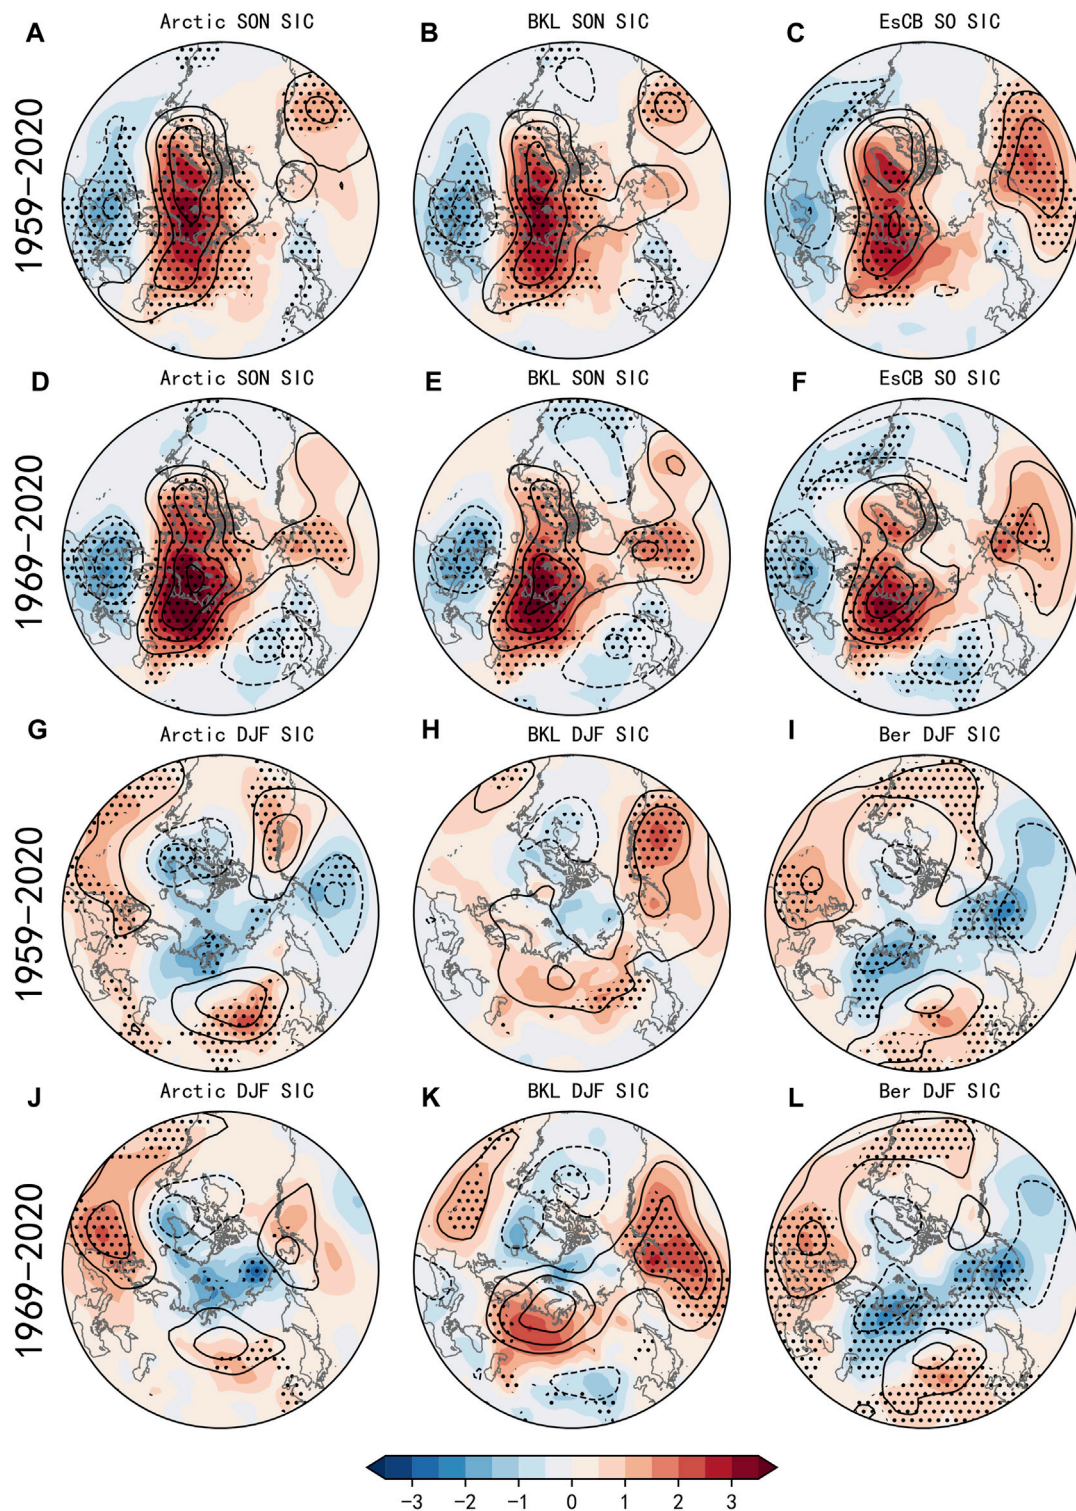 A Arctic SON SIC B BKL SON SIC C EsCB SO SIC
1959–2020
D Arctic SON SIC E BKL SON SIC F EsCB SO SIC
1969–2020
G Arctic DJF SIC H BKL DJF SIC I Ber DJF SIC
1959–2020
J Arctic DJF SIC K BKL DJF SIC L Ber DJF SIC
1969–2020
−3 −2 −1 0 1 2 3